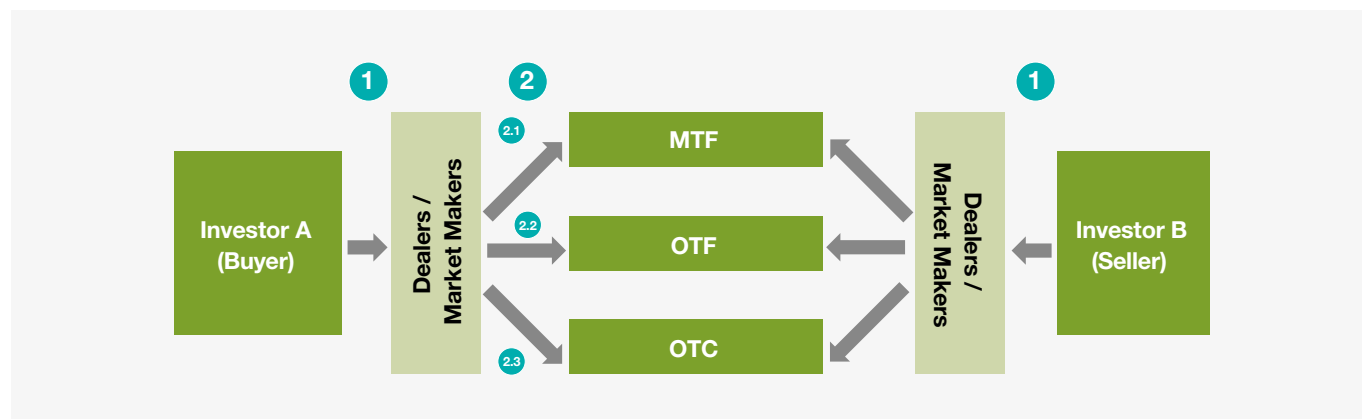 1
2
1
2.1
MTF
Investor A
(Buyer)
Dealers /
Market Makers
2.2
OTF
Dealers /
Market Makers
Investor B
(Seller)
2.3
OTC